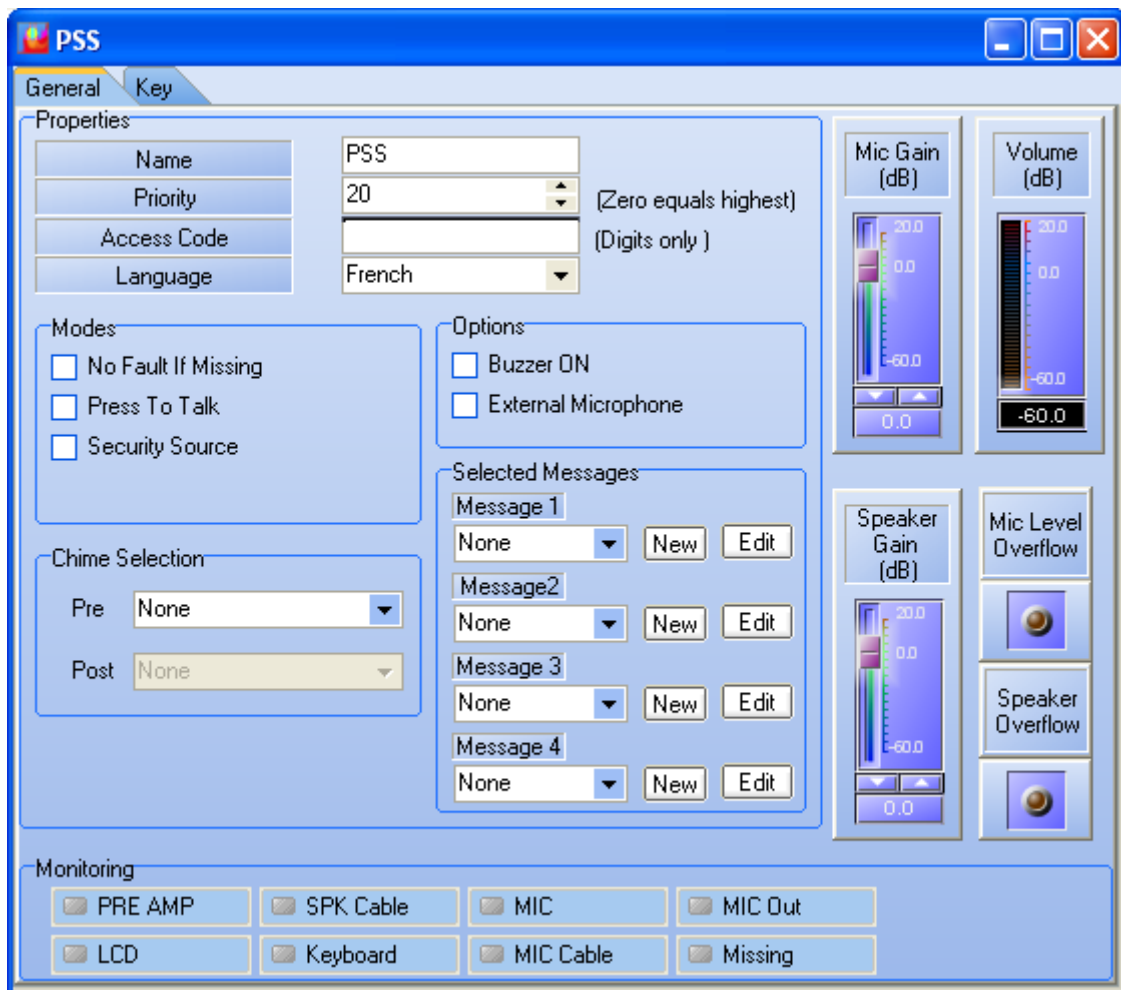 PSS
General Key
Properties
Name PSS
Priority 20 (Zero equals highest)
Access Code (Digits only )
Language French
Modes
No Fault If Missing
Press To Talk
Security Source
Options
Buzzer ON
External Microphone
Chime Selection
Pre None
Post None
Selected Messages
Message 1
None New Edit
Message2
None New Edit
Message 3
None New Edit
Message 4
None New Edit
Mic Gain
(dB)
20.0
0.0
-60.0
0.0
Volume
(dB)
20.0
0.0
-60.0
-60.0
Speaker
Gain
(dB)
20.0
0.0
-60.0
0.0
Mic Level
Overflow
Speaker
Overflow
Monitoring
PRE AMP SPK Cable MIC MIC Out
LCD Keyboard MIC Cable Missing